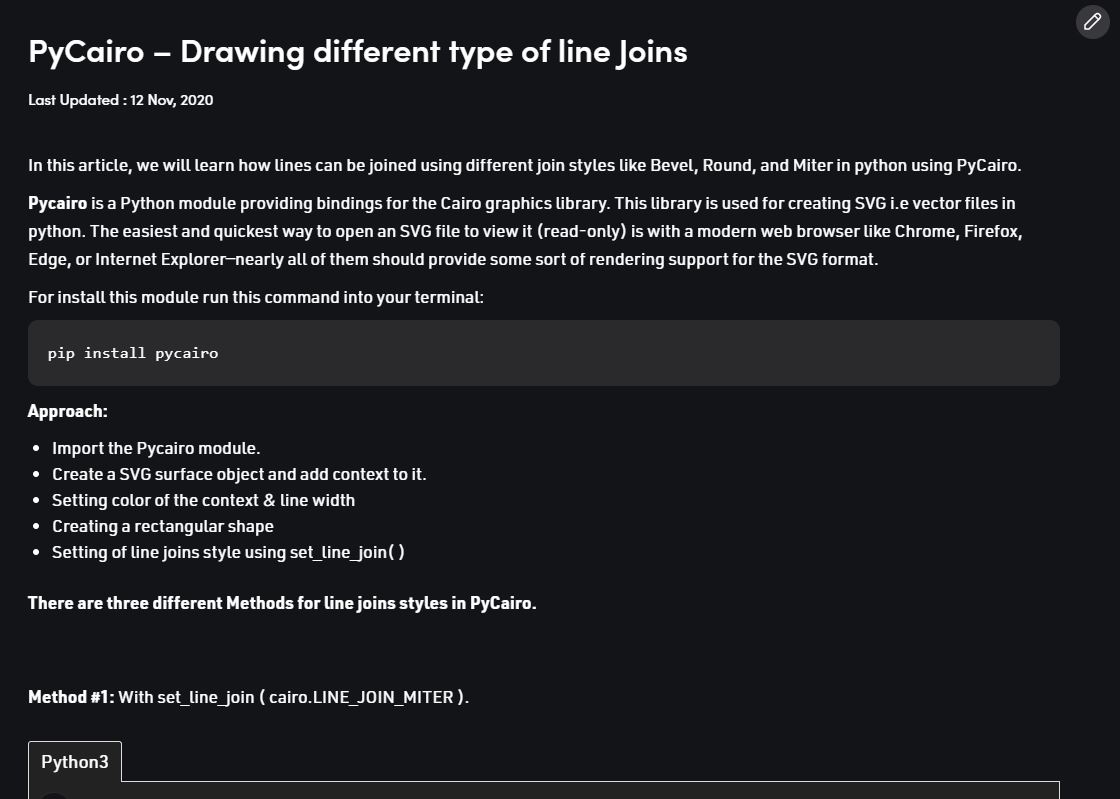 PyCairo – Drawing different type of line Joins
Last Updated : 12 Nov, 2020
In this article, we will learn how lines can be joined using different join styles like Bevel, Round, and Miter in python using PyCairo.
Pycairo is a Python module providing bindings for the Cairo graphics library. This library is used for creating SVG i.e vector files in
python. The easiest and quickest way to open an SVG file to view it (read-only) is with a modern web browser like Chrome, Firefox,
Edge, or Internet Explorer—nearly all of them should provide some sort of rendering support for the SVG format.
For install this module run this command into your terminal:
pip install pycairo
Approach:
• Import the Pycairo module.
• Create a SVG surface object and add context to it.
• Setting color of the context & line width
• Creating a rectangular shape
• Setting of line joins style using set_line_join( )
There are three different Methods for line joins styles in PyCairo.
Method #1: With set_line_join ( cairo.LINE_JOIN_MITER ).
Python3